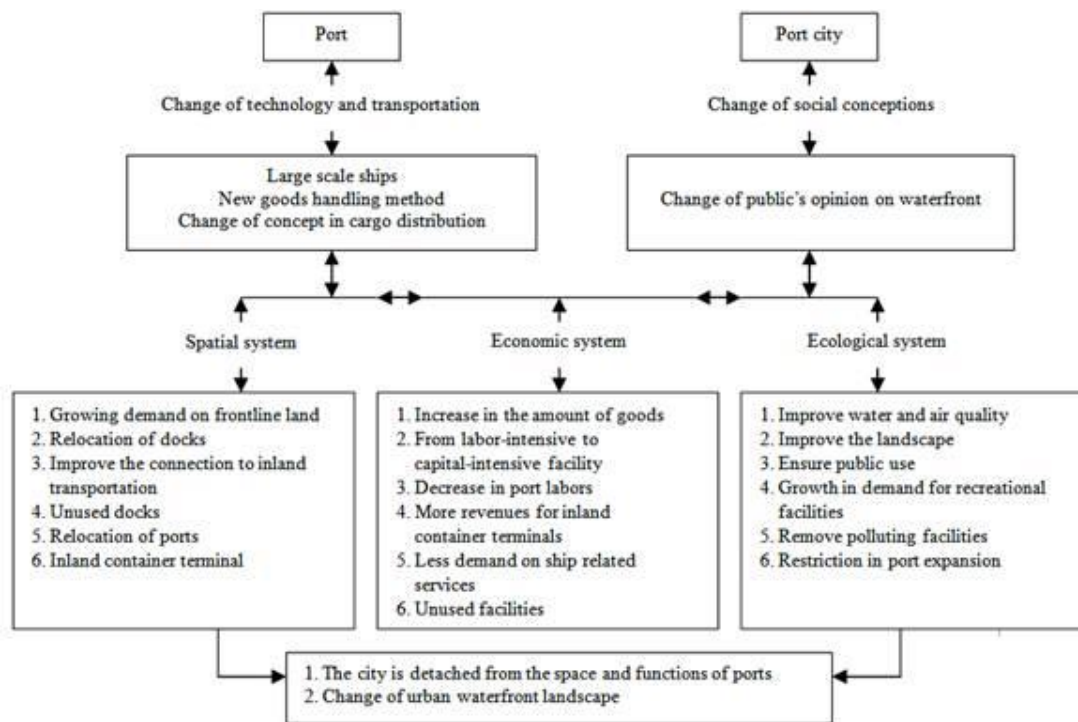 Port
Port city
Change of technology and transportation
Change of social conceptions
Large scale ships
New goods handling method
Change of concept in cargo distribution
Change of public's opinion on waterfront
Spatial system
Economic system
Ecological system
1. Growing demand on frontline land
2. Relocation of docks
3. Improve the connection to inland
transportation
4. Unused docks
5. Relocation of ports
6. Inland container terminal
1. Increase in the amount of goods
2. From labor-intensive to
capital-intensive facility
3. Decrease in port labors
4. More revenues for inland
container terminals
5. Less demand on ship related
services
6. Unused facilities
1. Improve water and air quality
2. Improve the landscape
3. Ensure public use
4. Growth in demand for recreational
facilities
5. Remove polluting facilities
6. Restriction in port expansion
1. The city is detached from the space and functions of ports
2. Change of urban waterfront landscape